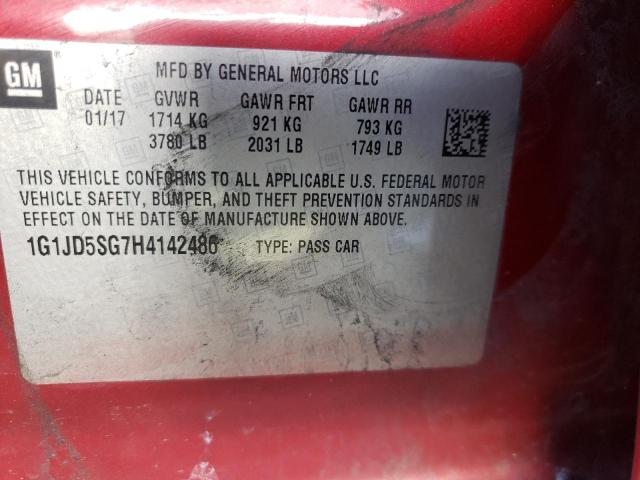 GM
MFD BY GENERAL MOTORS LLC
DATE GVWR GAWR FRT GAWR RR
01/17 1714 KG 921 KG 793 KG
3780 LB 2031 LB 1749 LB
THIS VEHICLE CONFORMS TO ALL APPLICABLE U.S. FEDERAL MOTOR
VEHICLE SAFETY, BUMPER, AND THEFT PREVENTION STANDARDS IN
EFFECT ON THE DATE OF MANUFACTURE SHOWN ABOVE.
1G1JD5SG7H4142486 TYPE: PASS CAR